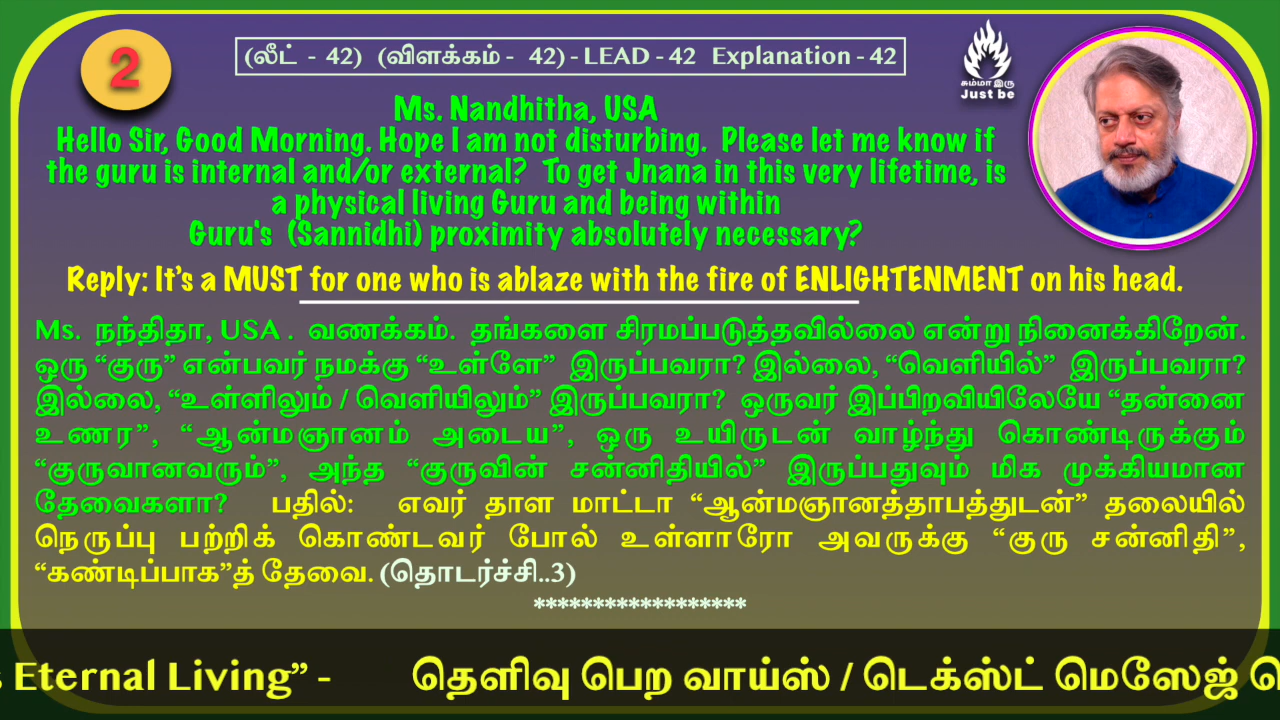 2
(லீட் - 42) (விளக்கம் - 42) - LEAD - 42 Explanation - 42
சும்மா இரு
Just be
Ms. Nandhitha, USA
Hello Sir, Good Morning. Hope I am not disturbing. Please let me know if
the guru is internal and/or external? To get Jnana in this very lifetime, is
a physical living Guru and being within
Guru's (Sannidhi) proximity absolutely necessary?
Reply: It's a MUST for one who is ablaze with the fire of ENLIGHTENMENT on his head.
Ms. நந்திதா, USA . வணக்கம். தங்களை சிரமப்படுத்தவில்லை என்று நினைக்கிறேன்.
ஒரு “குரு” என்பவர் நமக்கு “உள்ளே” இருப்பவரா? இல்லை, “வெளியில்” இருப்பவரா?
இல்லை, “உள்ளிலும் / வெளியிலும்” இருப்பவரா? ஒருவர் இப்பிறவியிலேயே “தன்னை
உணர”, “ஆன்மஞானம் அடைய”, ஒரு உயிருடன் வாழ்ந்து கொண்டிருக்கும்
“குருவானவரும்”, அந்த “குருவின் சன்னிதியில்” இருப்பதுவும் மிக முக்கியமான
தேவைகளா? பதில்: எவர் தாள மாட்டா “ஆன்மஞானத்தாபத்துடன்” தலையில்
நெருப்பு பற்றிக் கொண்டவர் போல் உள்ளாரோ அவருக்கு “குரு சன்னிதி”,
“கண்டிப்பாக”த் தேவை. (தொடர்ச்சி..3)
******************
s Eternal Living” - தெளிவு பெற வாய்ஸ் / டெக்ஸ்ட் மெஸேஜ்